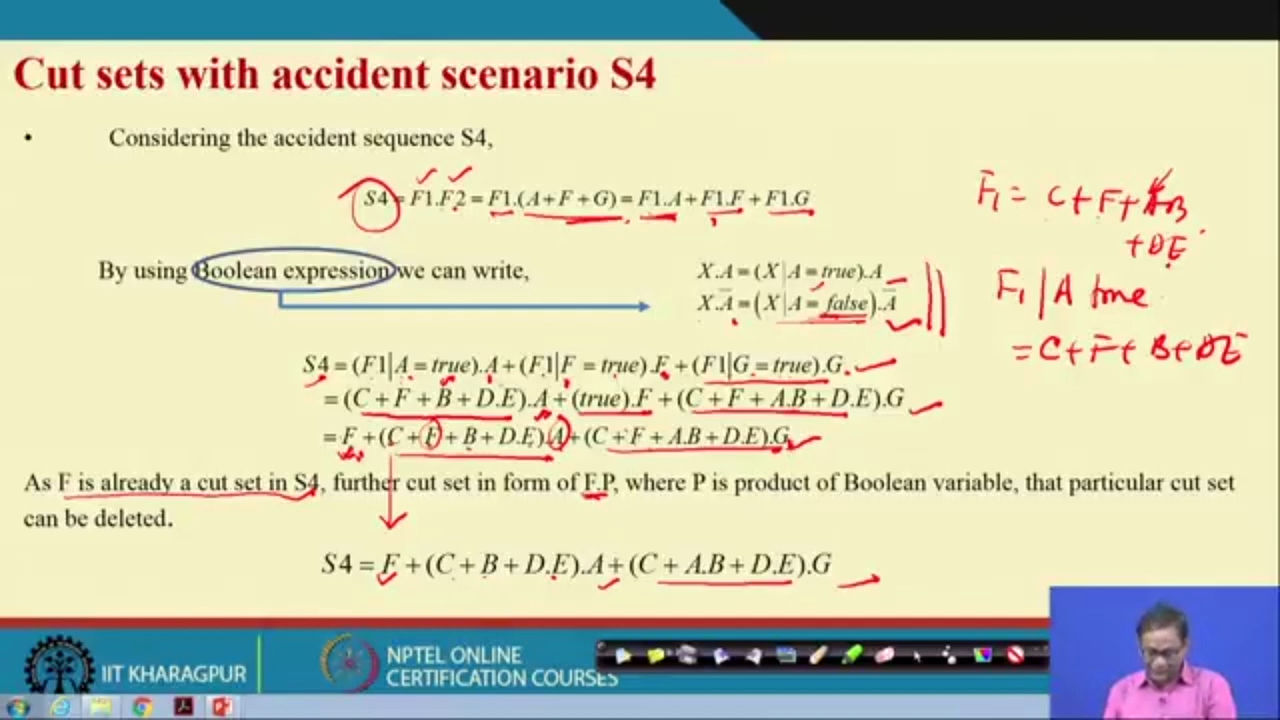 Cut sets with accident scenario S4
• Considering the accident sequence S4,
S4 = F1.F2 = F1.(A+F+G) = F1.A+F1.F+F1.G
By using Boolean expression we can write,
X.A = (X|A = true).A
X.A̅ = (X|A = false).A̅
F₁ = C+F+AB
+DE
F₁|A true
= C+F+B+DE
S4 = (F1|A = true).A+(F1|F = true).F+(F1|G = true).G
= (C+F+B+D.E).A+(true).F+(C+F+A.B+D.E).G
= F+(C+F+B+D.E).A+(C+F+A.B+D.E).G
As F is already a cut set in S4, further cut set in form of F.P, where P is product of Boolean variable, that particular cut set
can be deleted.
S4 = F+(C+B+D.E).A+(C+A.B+D.E).G
IIT KHARAGPUR
NPTEL ONLINE
CERTIFICATION COURSES